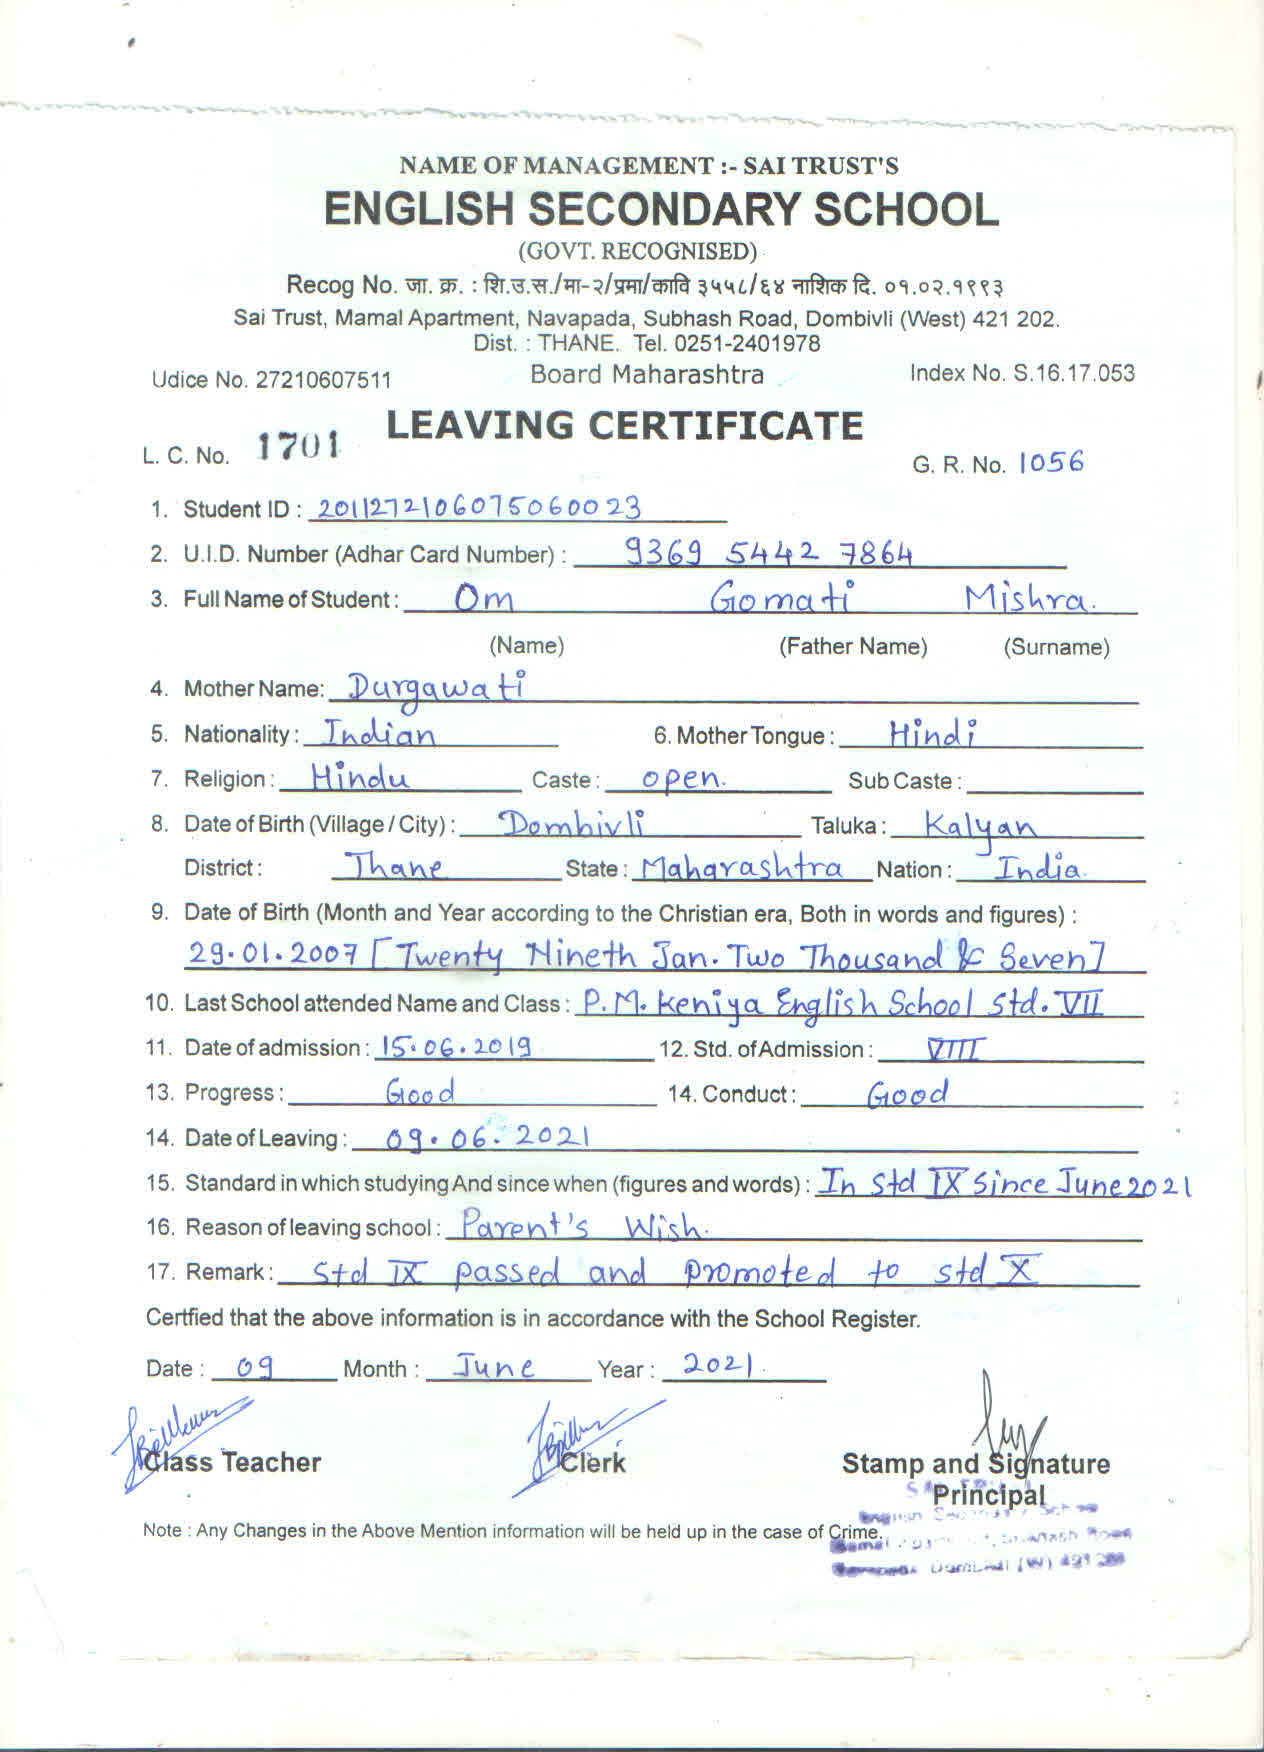 NAME OF MANAGEMENT :- SAI TRUST'S
ENGLISH SECONDARY SCHOOL
(GOVT. RECOGNISED)
Recog No. जा. क्र. : शि.उ.स./मा-२/प्रमा/कावि ३५५८/६४ नाशिक दि. ०१.०२.१९९३
Sai Trust, Mamal Apartment, Navapada, Subhash Road, Dombivli (West) 421 202.
Dist. : THANE. Tel. 0251-2401978
Udice No. 27210607511 Board Maharashtra Index No. S.16.17.053
LEAVING CERTIFICATE
L. C. No. 1701 G. R. No. 1056
1. Student ID : 2011272106075060023
2. U.I.D. Number (Adhar Card Number) : 9369 5442 7864
3. Full Name of Student : Om Gomati Mishra.
(Name) (Father Name) (Surname)
4. Mother Name: Durgawati
5. Nationality : Indian 6. Mother Tongue : Hindi
7. Religion : Hindu Caste : open. Sub Caste :
8. Date of Birth (Village / City) : Dombivli Taluka : Kalyan
District : Thane State : Maharashtra Nation : India.
9. Date of Birth (Month and Year according to the Christian era, Both in words and figures) :
29.01.2007 [Twenty Nineth Jan. Two Thousand & Seven]
10. Last School attended Name and Class : P.M. Keniya English School Std. VII
11. Date of admission : 15.06.2019 12. Std. of Admission : VIII
13. Progress : Good 14. Conduct : Good
14. Date of Leaving : 09.06.2021
15. Standard in which studying And since when (figures and words) : In Std IX Since June 2021
16. Reason of leaving school : Parent's Wish.
17. Remark : Std IX passed and promoted to std X
Certfied that the above information is in accordance with the School Register.
Date : 09 Month : June Year : 2021.
Class Teacher Clerk Stamp and Signature
Principal
English Secondary School
Note : Any Changes in the Above Mention information will be held up in the case of Crime.
Dombivli (W)